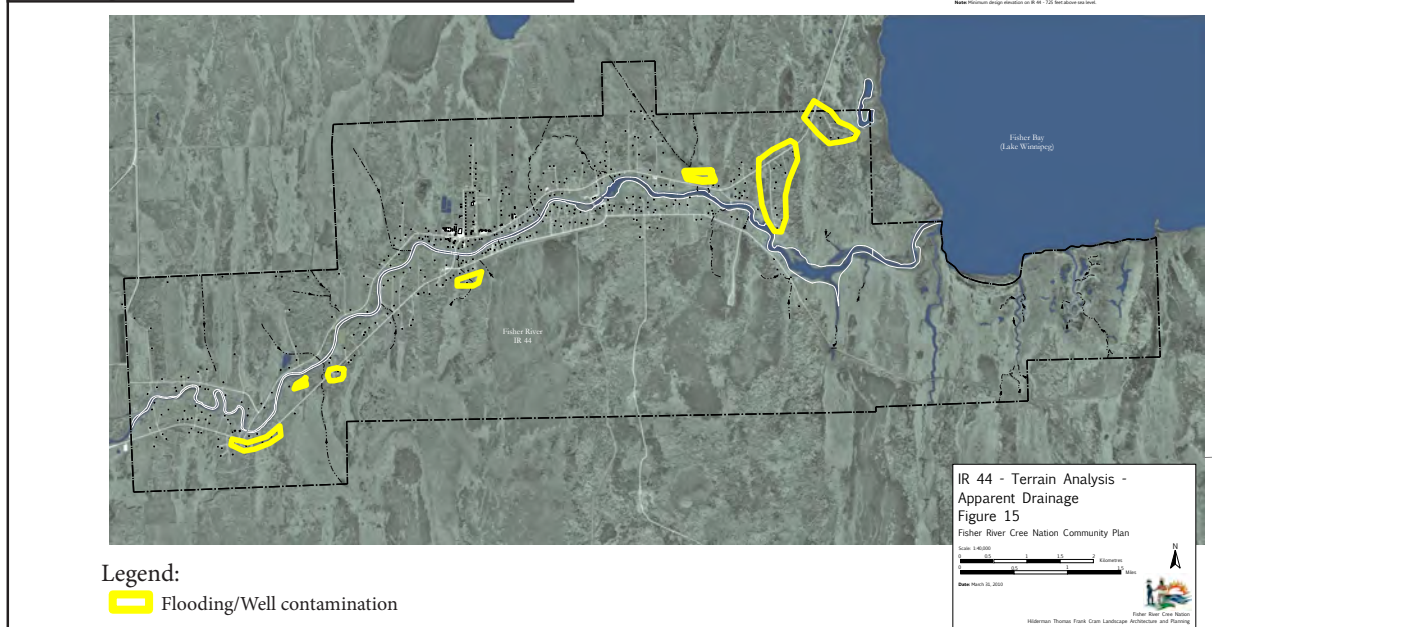 Note: Minimum design elevation on IR 44 - 725 feet above sea level.
Fisher Bay
(Lake Winnipeg)
Fisher River
IR 44
IR 44 - Terrain Analysis -
Apparent Drainage
Figure 15
Fisher River Cree Nation Community Plan
Scale: 1:40,000
0 0.5 1 1.5 2 Kilometres
0 0.5 1 1.5 Miles
N
Date: March 31, 2010
Fisher River Cree Nation
Hilderman Thomas Frank Cram Landscape Architecture and Planning
Legend:
Flooding/Well contamination